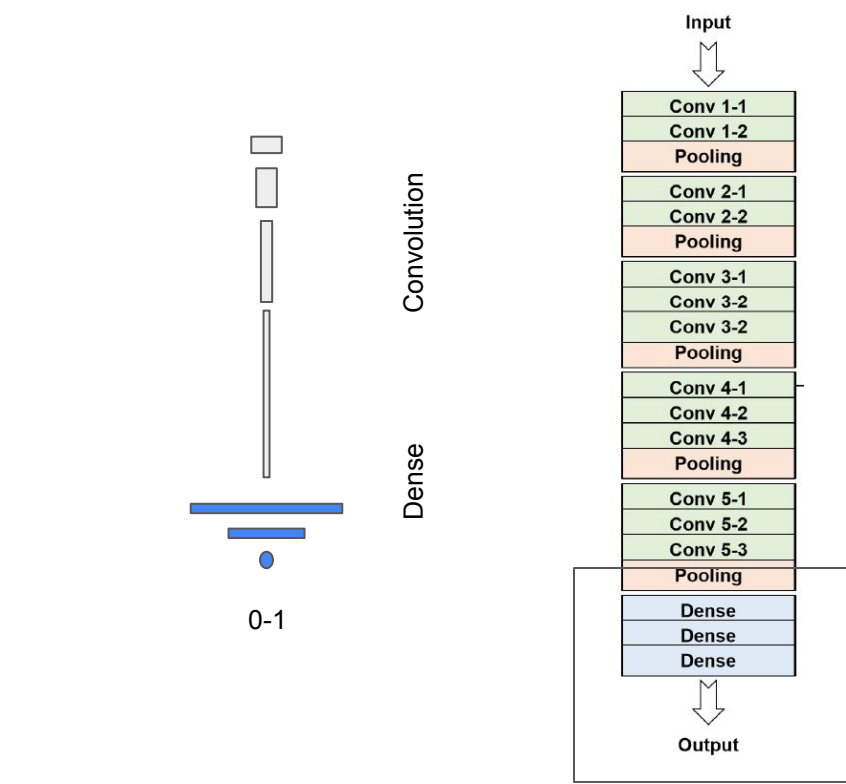 Convolution
Dense
0-1
Input
Conv 1-1
Conv 1-2
Pooling
Conv 2-1
Conv 2-2
Pooling
Conv 3-1
Conv 3-2
Conv 3-2
Pooling
Conv 4-1
Conv 4-2
Conv 4-3
Pooling
Conv 5-1
Conv 5-2
Conv 5-3
Pooling
Dense
Dense
Dense
Output